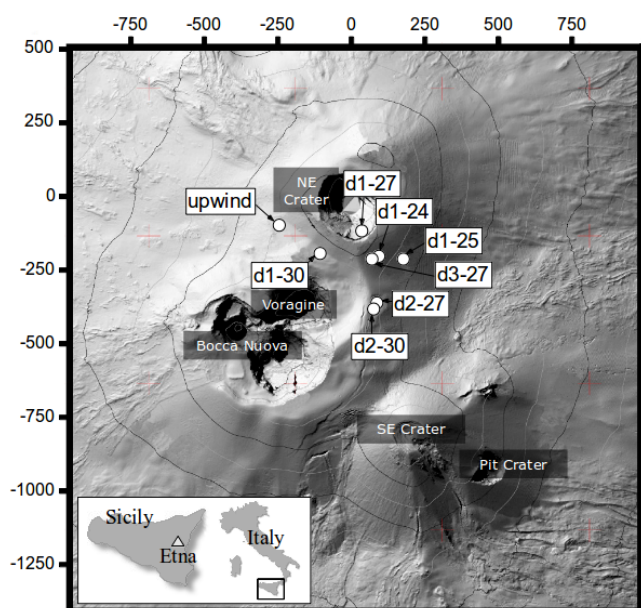 -750 -500 -250 0 250 500 750
500
250
0
-250
-500
-750
-1000
-1250
NE
Crater
d1-27
d1-24
upwind
d1-25
d1-30
d3-27
Voragine
d2-27
Bocca Nuova
d2-30
SE Crater
Pit Crater
Sicily
Etna
Italy